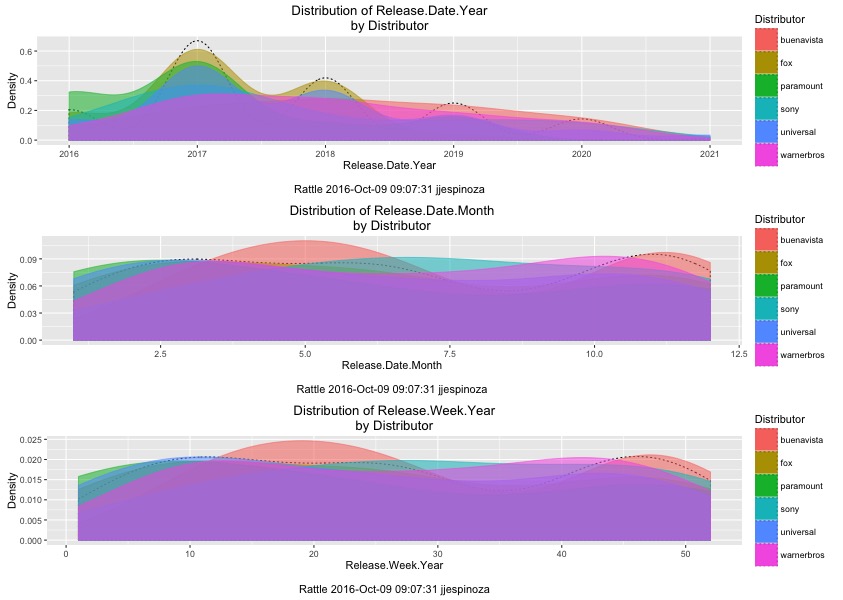 Distribution of Release.Date.Year
by Distributor
Density
0.6
0.4
0.2
0.0
2016 2017 2018 2019 2020 2021
Release.Date.Year
Rattle 2016-Oct-09 09:07:31 jjespinoza
Distributor
buenavista
fox
paramount
sony
universal
warnerbros
Distribution of Release.Date.Month
by Distributor
Density
0.09
0.06
0.03
0.00
2.5 5.0 7.5 10.0 12.5
Release.Date.Month
Rattle 2016-Oct-09 09:07:31 jjespinoza
Distributor
buenavista
fox
paramount
sony
universal
warnerbros
Distribution of Release.Week.Year
by Distributor
Density
0.025
0.020
0.015
0.010
0.005
0.000
0 10 20 30 40 50
Release.Week.Year
Rattle 2016-Oct-09 09:07:31 jjespinoza
Distributor
buenavista
fox
paramount
sony
universal
warnerbros